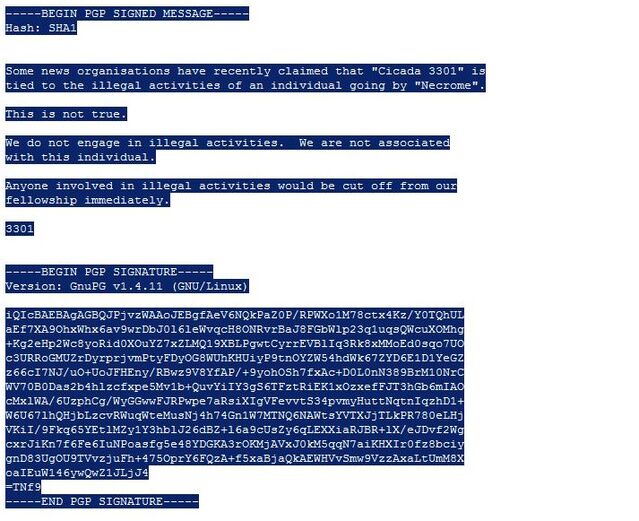 -----BEGIN PGP SIGNED MESSAGE-----
Hash: SHA1
Some news organisations have recently claimed that "Cicada 3301" is
tied to the illegal activities of an individual going by "Necrome".
This is not true.
We do not engage in illegal activities.  We are not associated
with this individual.
Anyone involved in illegal activities would be cut off from our
fellowship immediately.
3301
-----BEGIN PGP SIGNATURE-----
Version: GnuPG v1.4.11 (GNU/Linux)
iQIcBAEBAgAGBQJPjvzWAAoJEBgfAeV6NQkPaZ0P/RPWXo1M78ctx4Kz/Y0TQhUL
aEf7XA9OhxWhx6av9wrDbJ0l6leWvqcH8ONRvrBaJ8FGbWlp23q1uqsQWcuXOMhg
+Kg2eHp2Wc8yoRid0XOuYZ7xZLMQ19XBLPgwtCyrrEVBlIq3Rk8xMMoEd0sqo7UO
c3URRoGMUZrDyrprjvmPtyFDyOG8WUhKHUiyP9tnOYZW54hdWk67ZYD6E1D1YeGZ
z66cI7NJ/uO+UoJFHEny/RBwz9V8YfAP/+9yohOSh7fxAc+D0L0nN389BrM10NrC
WV70B0Das2b4hlzcfxpe5Mv1b+QuvYiIY3gS6TFztRiEK1xOzxefFJT3hGb6mIAO
cMxlWA/6UzphCg/WyGGwwFJRPwpe7aRsiXIgVFevvtS34pvmyHuttNqtnIqzhD1+
W6U67lhQHjbLzcvRWuqWteMusNj4h74Gn1W7MTNQ6NAWtsYVTXJjTLkPR780eLHj
VKiI/9Fkq65YEtlMZy1Y3hblJ26dBZ+l6a9cUsZy6qLEXXiaRJBR+lX/eJDvf2Wg
cxrJiKn7f6Fe6IuNPoasfg5e48YDGKA3rOKMjAVxJ0kM5qqN7aiKHXIr0fz8bciy
gnD83UgOU9TVvzjuFh+475OprY6FQzA+f5xaBjaQkAEWHVvSmw9VzzAxaLtUmM8X
oaIEuW146ywQwZ1JLjJ4
=TNf9
-----END PGP SIGNATURE-----